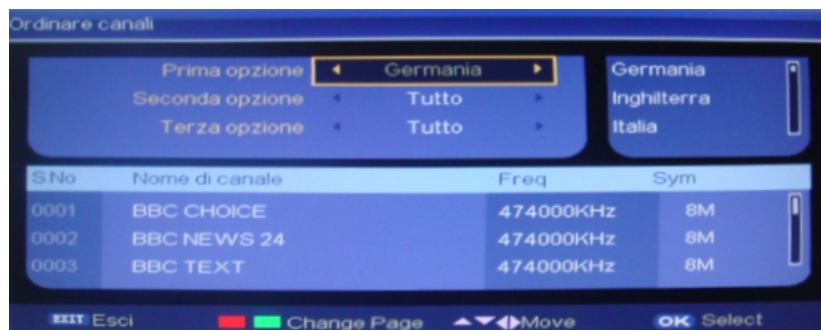 Ordinare canali
Prima opzione Germania
Seconda opzione Tutto
Terza opzione Tutto
Germania
Inghilterra
Italia
S.No Nome di canale Freq Sym
0001 BBC CHOICE 474000KHz 8M
0002 BBC NEWS 24 474000KHz 8M
0003 BBC TEXT 474000KHz 8M
EXIT Esci Change Page Move OK Select